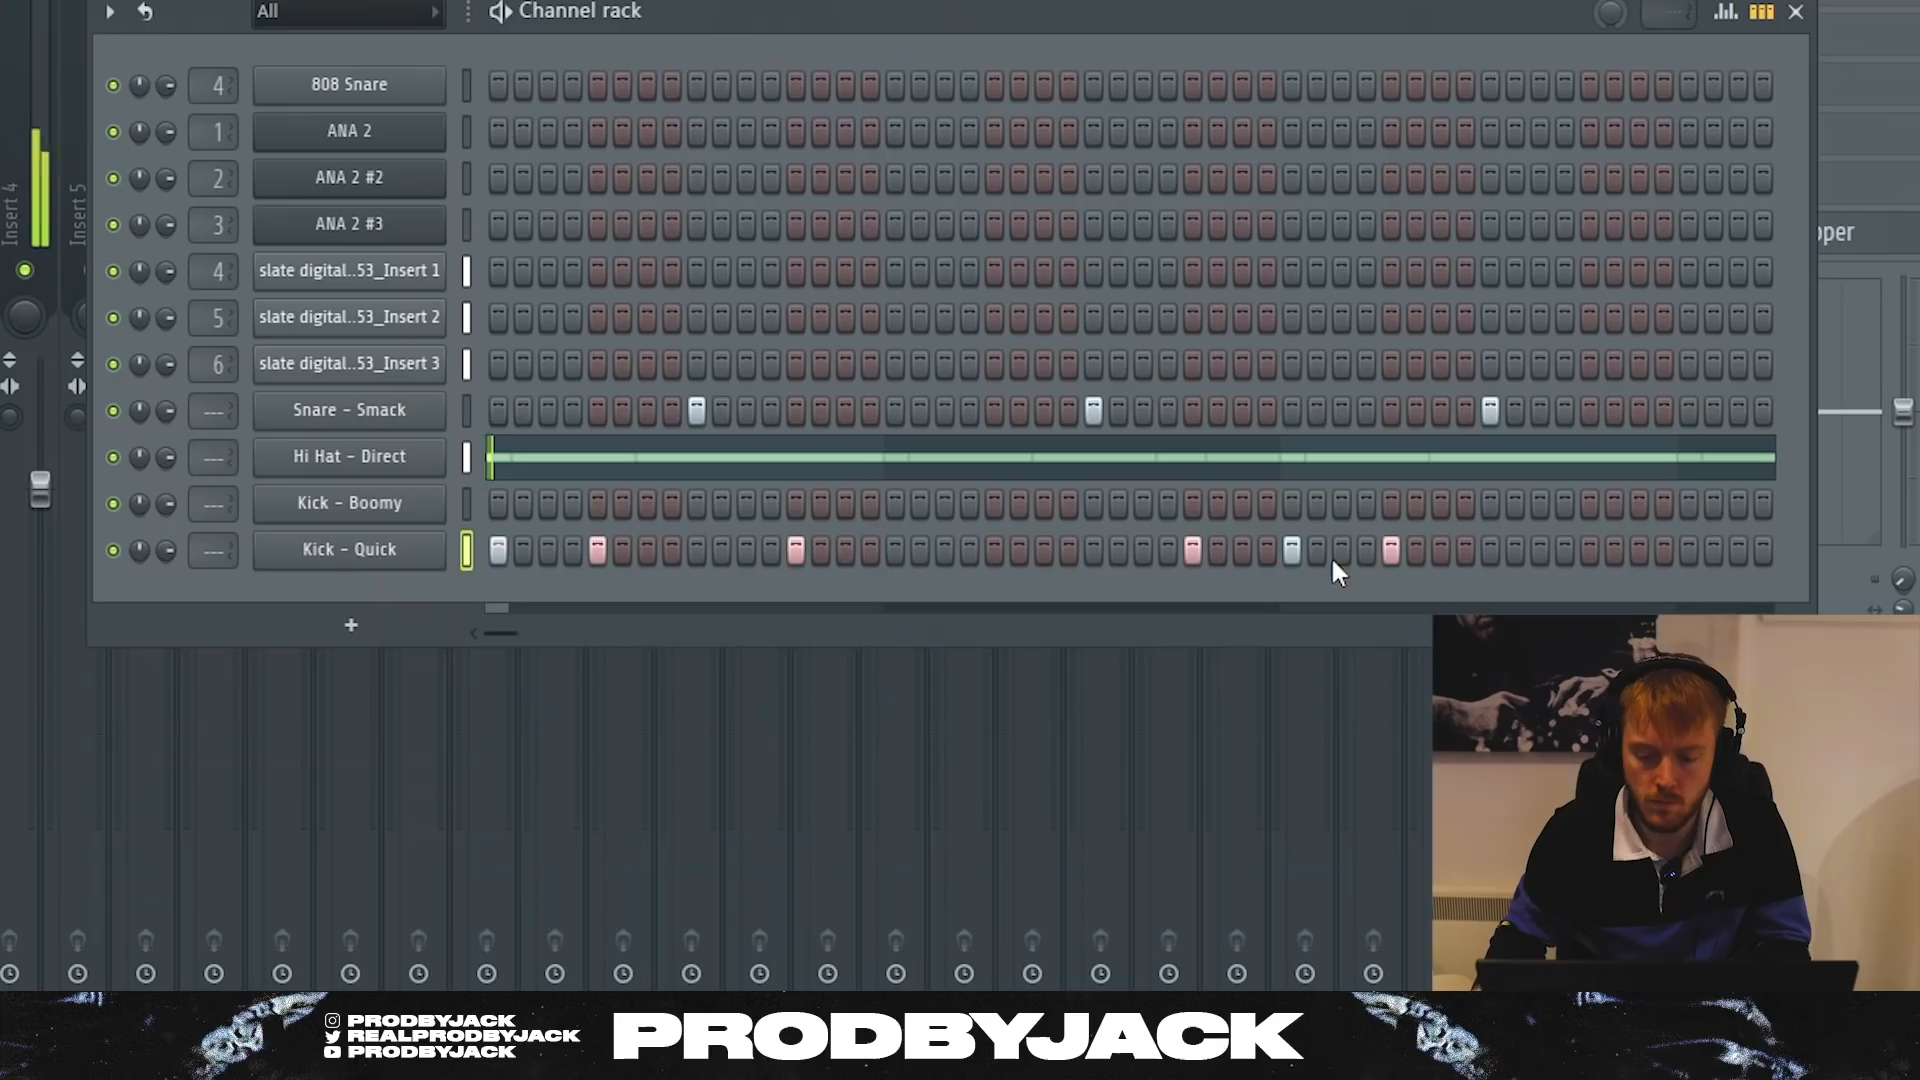 All
Channel rack
4 808 Snare
1 ANA 2
2 ANA 2 #2
3 ANA 2 #3
4 slate digital..53_Insert 1
5 slate digital..53_Insert 2
6 slate digital..53_Insert 3
--- Snare - Smack
--- Hi Hat - Direct
--- Kick - Boomy
--- Kick - Quick
+
Insert 4
Insert 5
pper
PRODBYJACK
REALPRODBYJACK
PRODBYJACK
PRODBYJACK